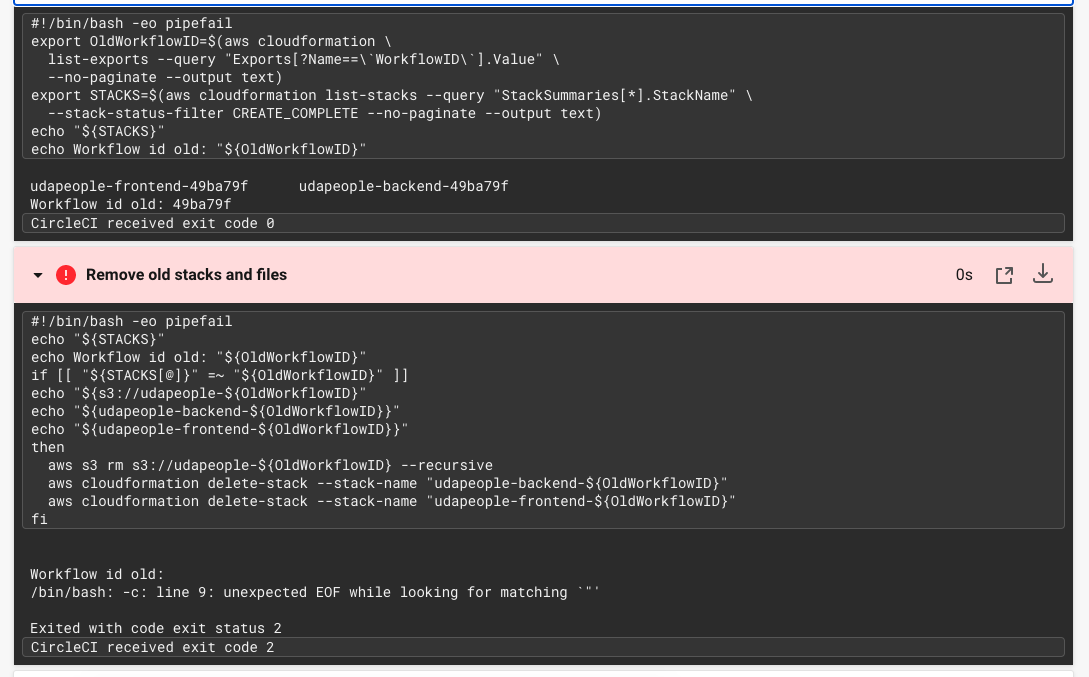 #!/bin/bash -eo pipefail
export OldWorkflowID=$(aws cloudformation \
  list-exports --query "Exports[?Name==\`WorkflowID\`].Value" \
  --no-paginate --output text)
export STACKS=$(aws cloudformation list-stacks --query "StackSummaries[*].StackName" \
  --stack-status-filter CREATE_COMPLETE --no-paginate --output text)
echo "${STACKS}"
echo Workflow id old: "${OldWorkflowID}"
udapeople-frontend-49ba79f      udapeople-backend-49ba79f
Workflow id old: 49ba79f
CircleCI received exit code 0
Remove old stacks and files 0s
#!/bin/bash -eo pipefail
echo "${STACKS}"
echo Workflow id old: "${OldWorkflowID}"
if [[ "${STACKS[@]}" =~ "${OldWorkflowID}" ]]
echo "${s3://udapeople-${OldWorkflowID}"
echo "${udapeople-backend-${OldWorkflowID}}"
echo "${udapeople-frontend-${OldWorkflowID}}"
then
  aws s3 rm s3://udapeople-${OldWorkflowID} --recursive
  aws cloudformation delete-stack --stack-name "udapeople-backend-${OldWorkflowID}"
  aws cloudformation delete-stack --stack-name "udapeople-frontend-${OldWorkflowID}"
fi
Workflow id old:
/bin/bash: -c: line 9: unexpected EOF while looking for matching `"'
Exited with code exit status 2
CircleCI received exit code 2